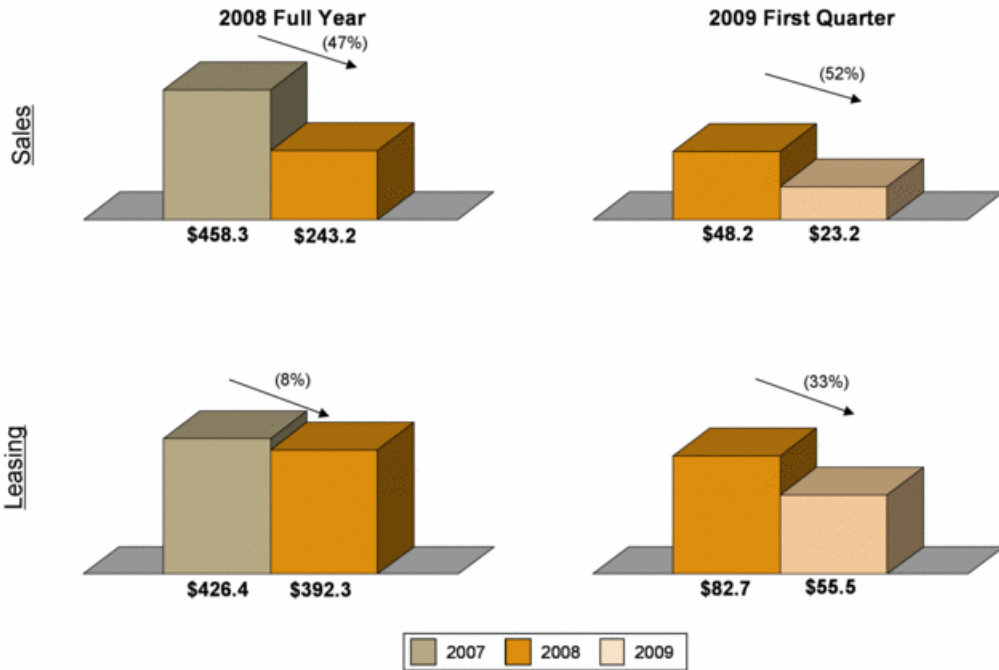 2008 Full Year
2009 First Quarter
(47%)
(52%)
Sales
$458.3 $243.2
$48.2 $23.2
(8%)
(33%)
Leasing
$426.4 $392.3
$82.7 $55.5
2007 2008 2009